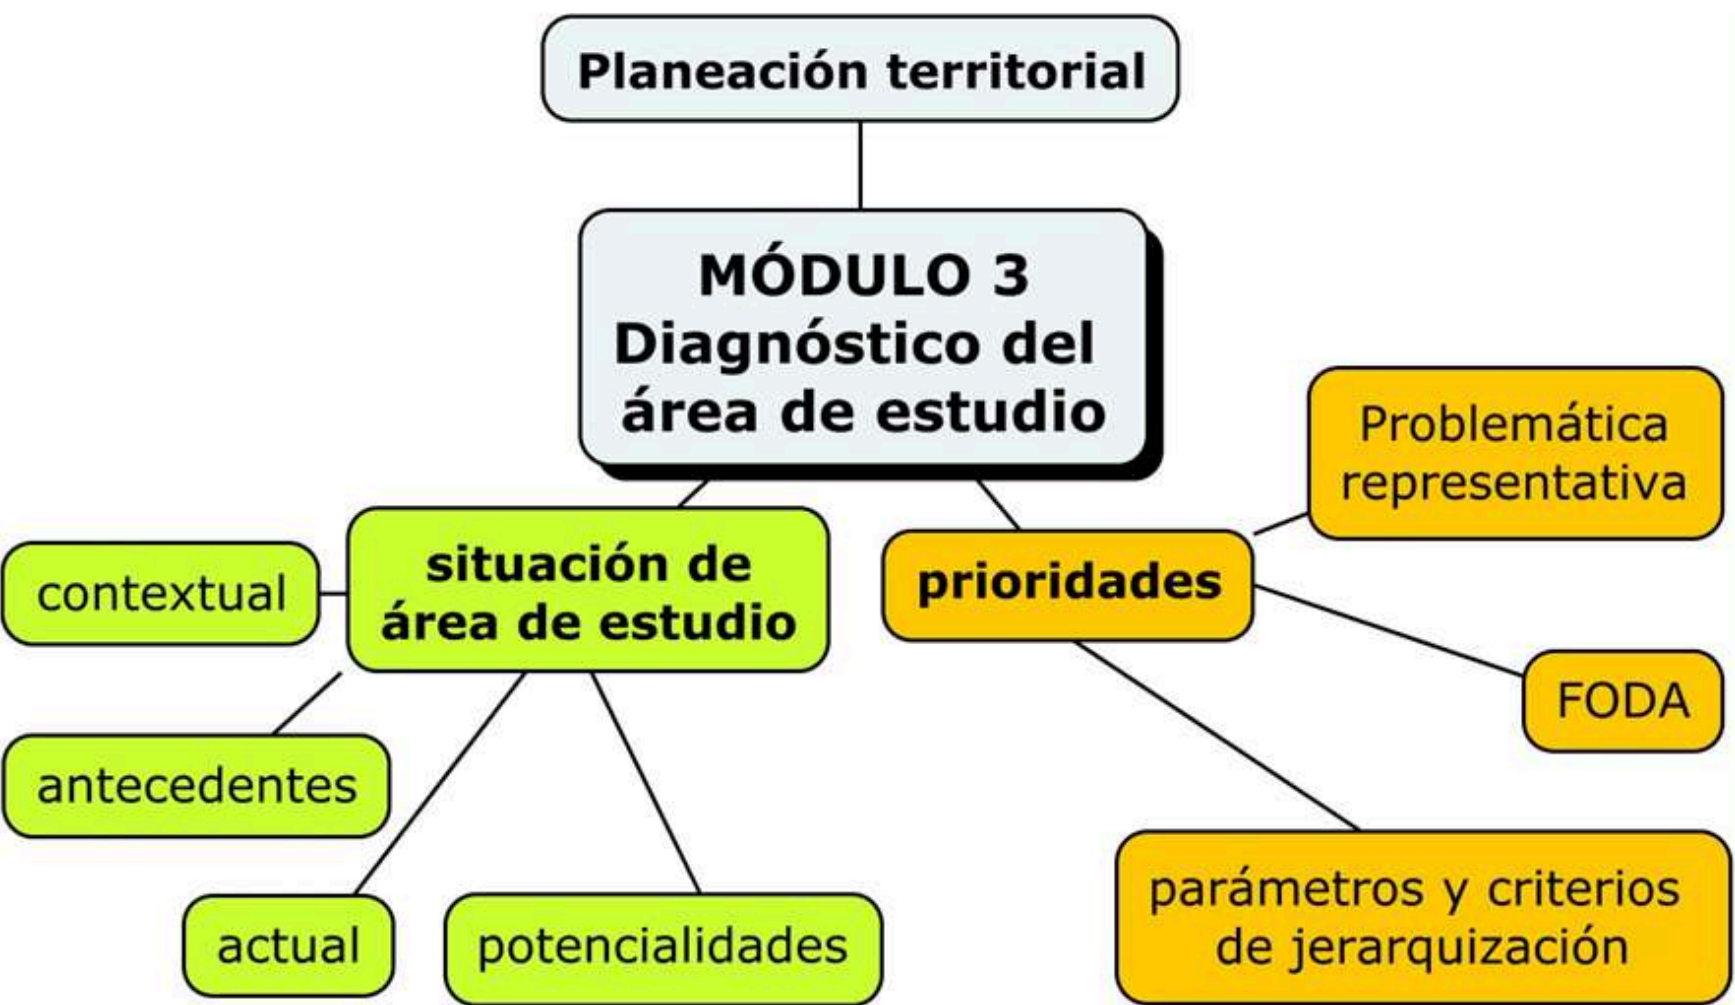 Planeación territorial
MÓDULO 3
Diagnóstico del
área de estudio
situación de
área de estudio
contextual
antecedentes
actual
potencialidades
prioridades
Problemática
representativa
FODA
parámetros y criterios
de jerarquización